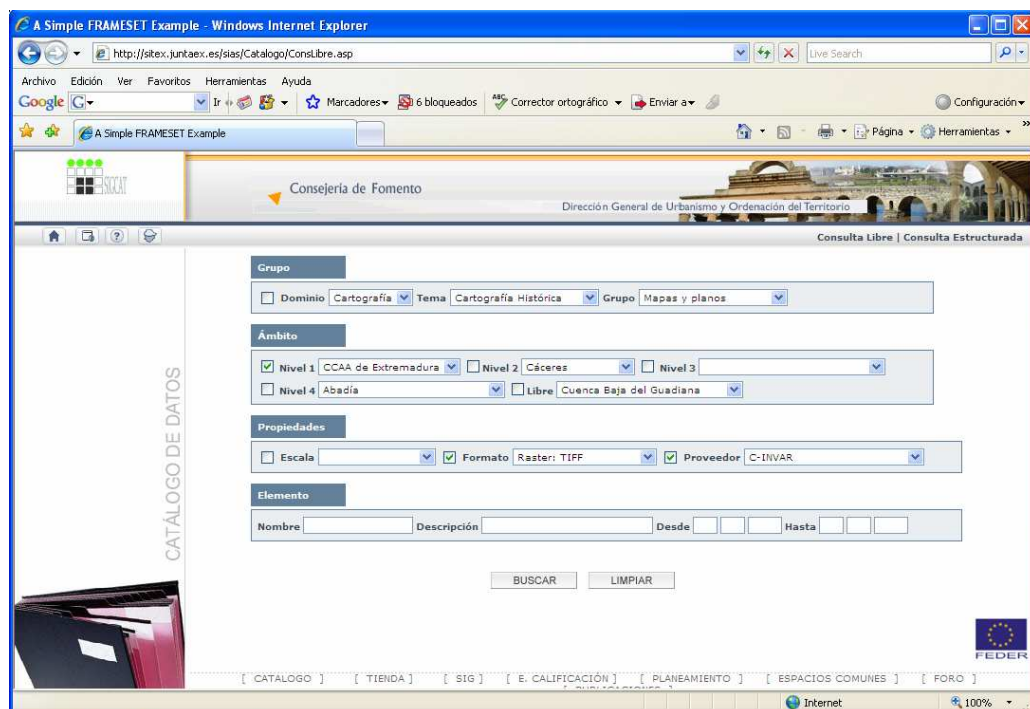 A Simple FRAMESET Example - Windows Internet Explorer
http://sitex.juntaex.es/sias/Catalogo/ConsLibre.asp
Live Search
Archivo Edición Ver Favoritos Herramientas Ayuda
Google G Ir Marcadores 6 bloqueados ABC Corrector ortográfico Enviar a Configuración
A Simple FRAMESET Example Página Herramientas »
SIGCAT
Consejería de Fomento
Dirección General de Urbanismo y Ordenación del Territorio
Consulta Libre | Consulta Estructurada
Grupo
Dominio Cartografía Tema Cartografía Histórica Grupo Mapas y planos
Ámbito
Nivel 1 CCAA de Extremadura Nivel 2 Cáceres Nivel 3
Nivel 4 Abadía Libre Cuenca Baja del Guadiana
Propiedades
Escala Formato Raster: TIFF Proveedor C-INVAR
Elemento
Nombre Descripción Desde Hasta
BUSCAR LIMPIAR
CATÁLOGO DE DATOS
FEDER
[ CATALOGO ] [ TIENDA ] [ SIG ] [ E. CALIFICACIÓN ] [ PLANEAMIENTO ] [ ESPACIOS COMUNES ] [ FORO ]
Internet 100%